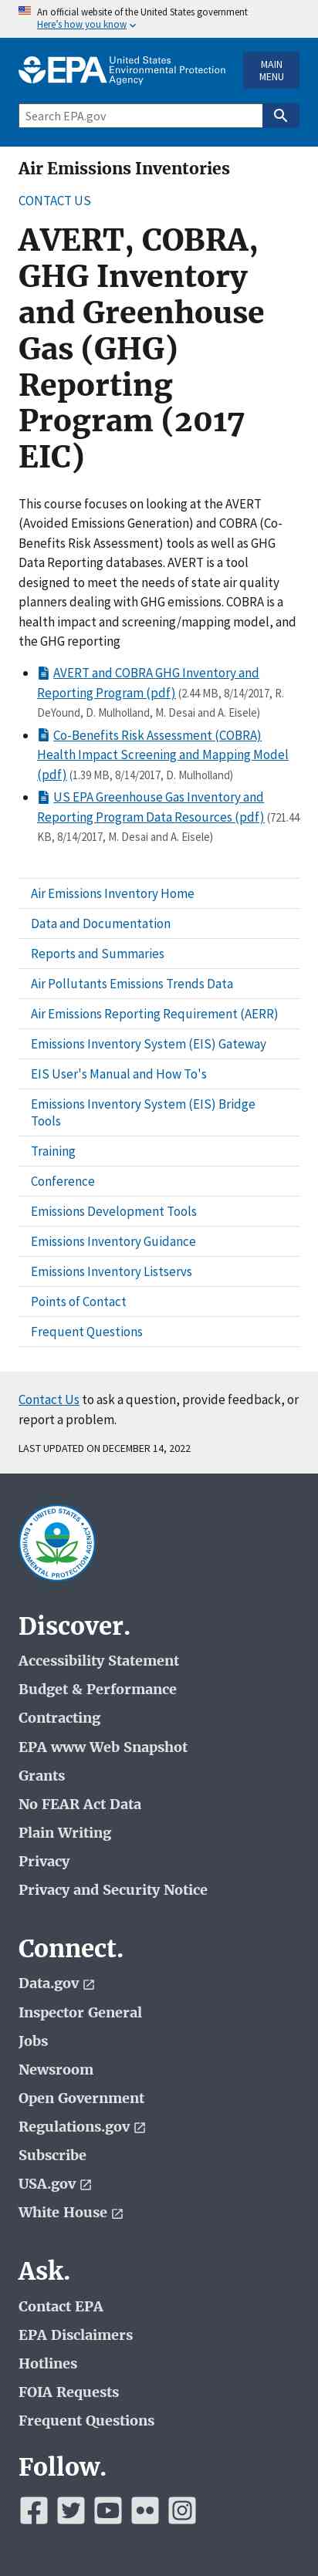 An official website of the United States government
Here's how you know
EPA United States
Environmental Protection
Agency
MAIN
MENU
Search EPA.gov
Air Emissions Inventories
CONTACT US
AVERT, COBRA,
GHG Inventory
and Greenhouse
Gas (GHG)
Reporting
Program (2017
EIC)
This course focuses on looking at the AVERT
(Avoided Emissions Generation) and COBRA (Co-
Benefits Risk Assessment) tools as well as GHG
Data Reporting databases. AVERT is a tool
designed to meet the needs of state air quality
planners dealing with ghg emissions. COBRA is a
health impact and screening/mapping model, and
the GHG reporting
AVERT and COBRA GHG Inventory and
Reporting Program (pdf) (2.44 MB, 8/14/2017, R.
DeYound, D. Mulholland, M. Desai and A. Eisele)
Co-Benefits Risk Assessment (COBRA)
Health Impact Screening and Mapping Model
(pdf) (1.39 MB, 8/14/2017, D. Mulholland)
US EPA Greenhouse Gas Inventory and
Reporting Program Data Resources (pdf) (721.44
KB, 8/14/2017, M. Desai and A. Eisele)
Air Emissions Inventory Home
Data and Documentation
Reports and Summaries
Air Pollutants Emissions Trends Data
Air Emissions Reporting Requirement (AERR)
Emissions Inventory System (EIS) Gateway
EIS User's Manual and How To's
Emissions Inventory System (EIS) Bridge
Tools
Training
Conference
Emissions Development Tools
Emissions Inventory Guidance
Emissions Inventory Listservs
Points of Contact
Frequent Questions
Contact Us to ask a question, provide feedback, or
report a problem.
LAST UPDATED ON DECEMBER 14, 2022
UNITED STATES
ENVIRONMENTAL PROTECTION AGENCY
Discover.
Accessibility Statement
Budget & Performance
Contracting
EPA www Web Snapshot
Grants
No FEAR Act Data
Plain Writing
Privacy
Privacy and Security Notice
Connect.
Data.gov
Inspector General
Jobs
Newsroom
Open Government
Regulations.gov
Subscribe
USA.gov
White House
Ask.
Contact EPA
EPA Disclaimers
Hotlines
FOIA Requests
Frequent Questions
Follow.